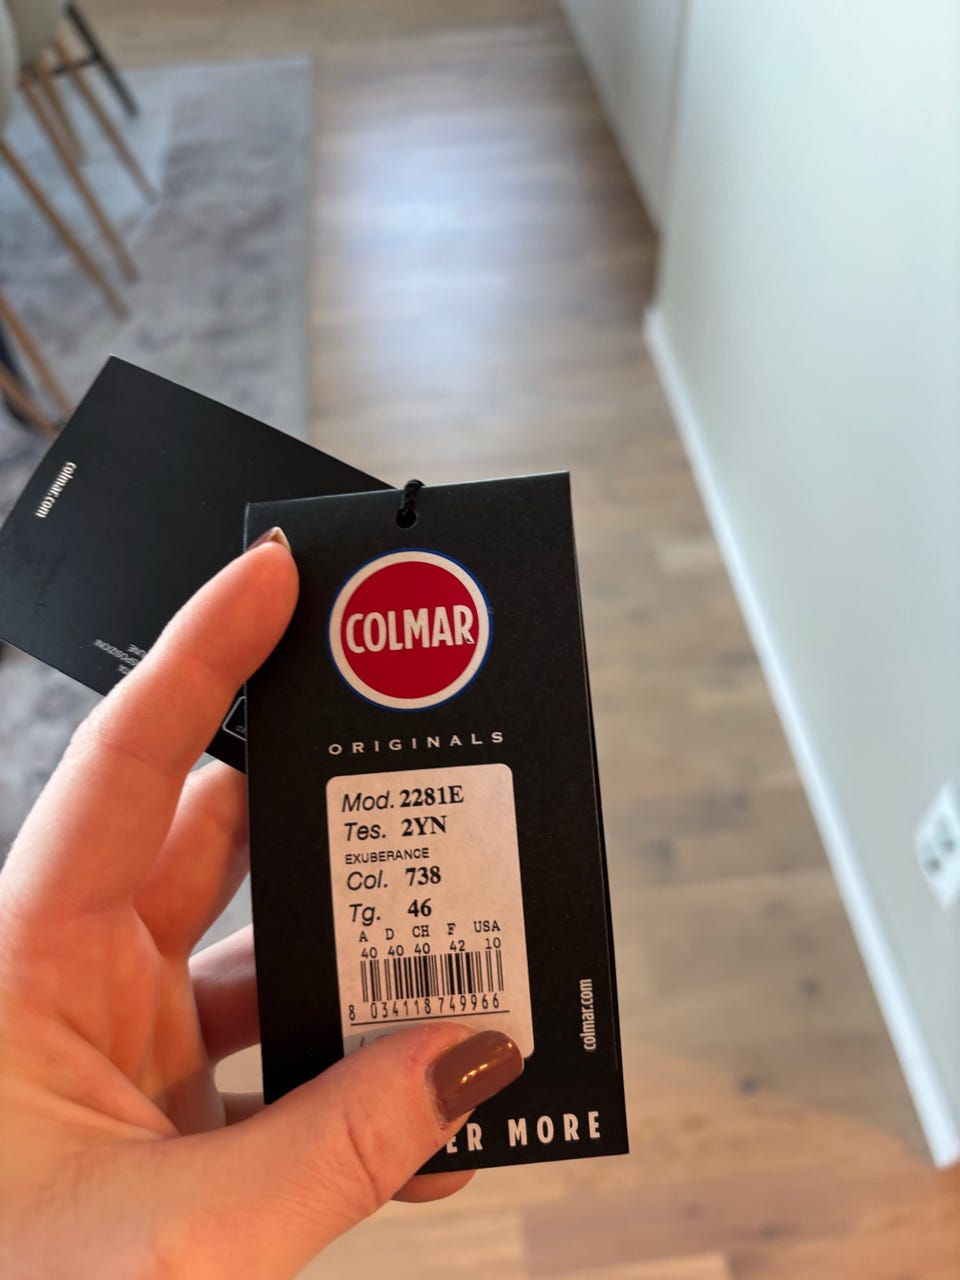 colmar.com
COLMAR
ORIGINALS
Mod. 2281E
Tes. 2YN
EXUBERANCE
Col. 738
Tg. 46
A D CH F USA
40 40 40 42 10
8 034118 749966
colmar.com
ER MORE